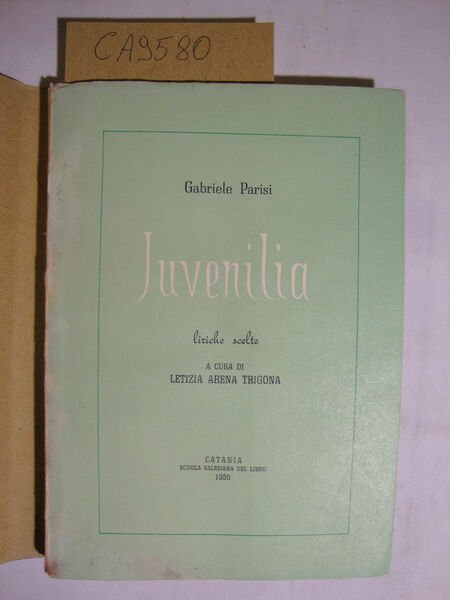 CA9580
Gabriele Parisi
Juvenilia
liriche scelte
A CURA DI
LETIZIA ARENA TRIGONA
CATANIA
SCUOLA SALESIANA DEL LIBRO
1956